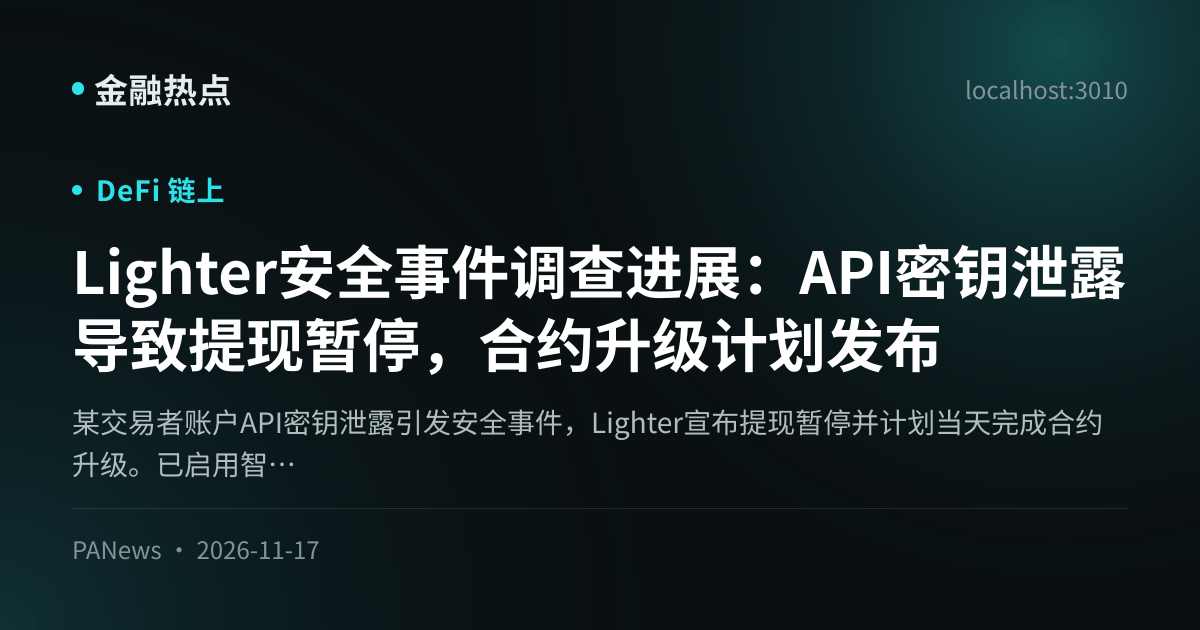 金融热点
localhost:3010
DeFi 链上
Lighter安全事件调查进展：API密钥泄露
导致提现暂停，合约升级计划发布
某交易者账户API密钥泄露引发安全事件，Lighter宣布提现暂停并计划当天完成合约
升级。已启用智…
PANews · 2026-11-17